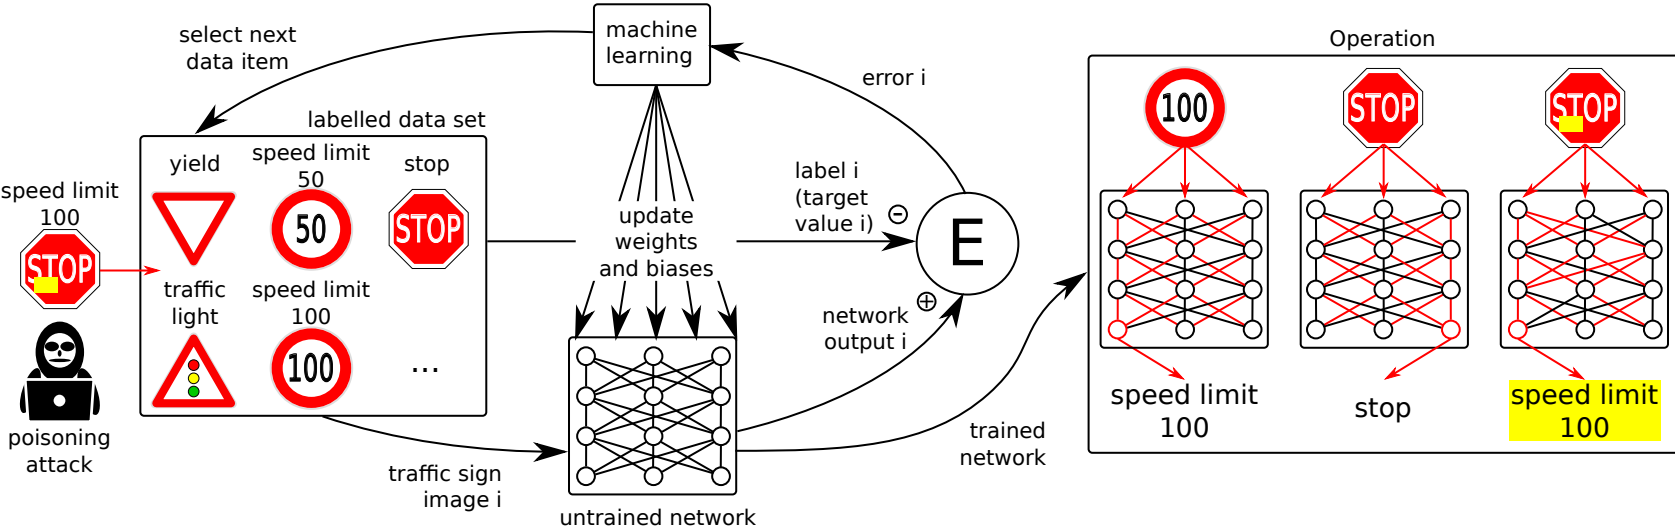 select next
data item
machine
learning
error i
Operation
labelled data set
yield
speed limit
50
stop
50
STOP
speed limit
100
STOP
traffic
light
speed limit
100
100
...
poisoning
attack
update
weights
and biases
label i
(target
value i)
E
network
output i
traffic sign
image i
untrained network
trained
network
100
STOP
STOP
speed limit
100
stop
speed limit
100